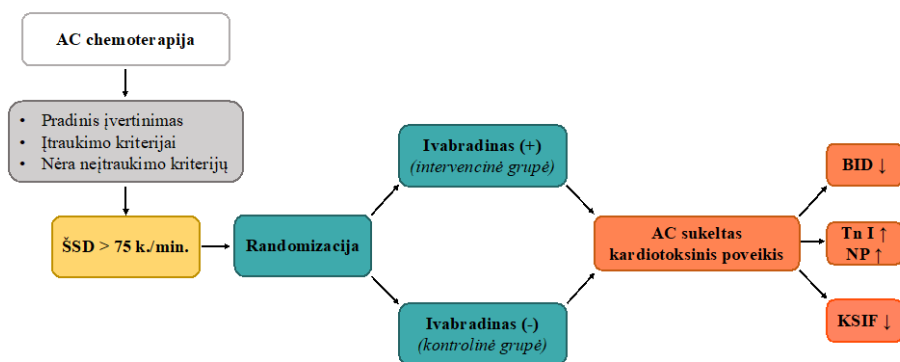 AC chemoterapija
• Pradinis įvertinimas
• Įtraukimo kriterijai
• Nėra neįtraukimo kriterijų
ŠSD > 75 k./min.
Randomizacija
Ivabradinas (+)
(intervencinė grupė)
Ivabradinas (-)
(kontrolinė grupė)
AC sukeltas
kardiotoksinis poveikis
BID ↓
Tn I ↑
NP ↑
KSIF ↓